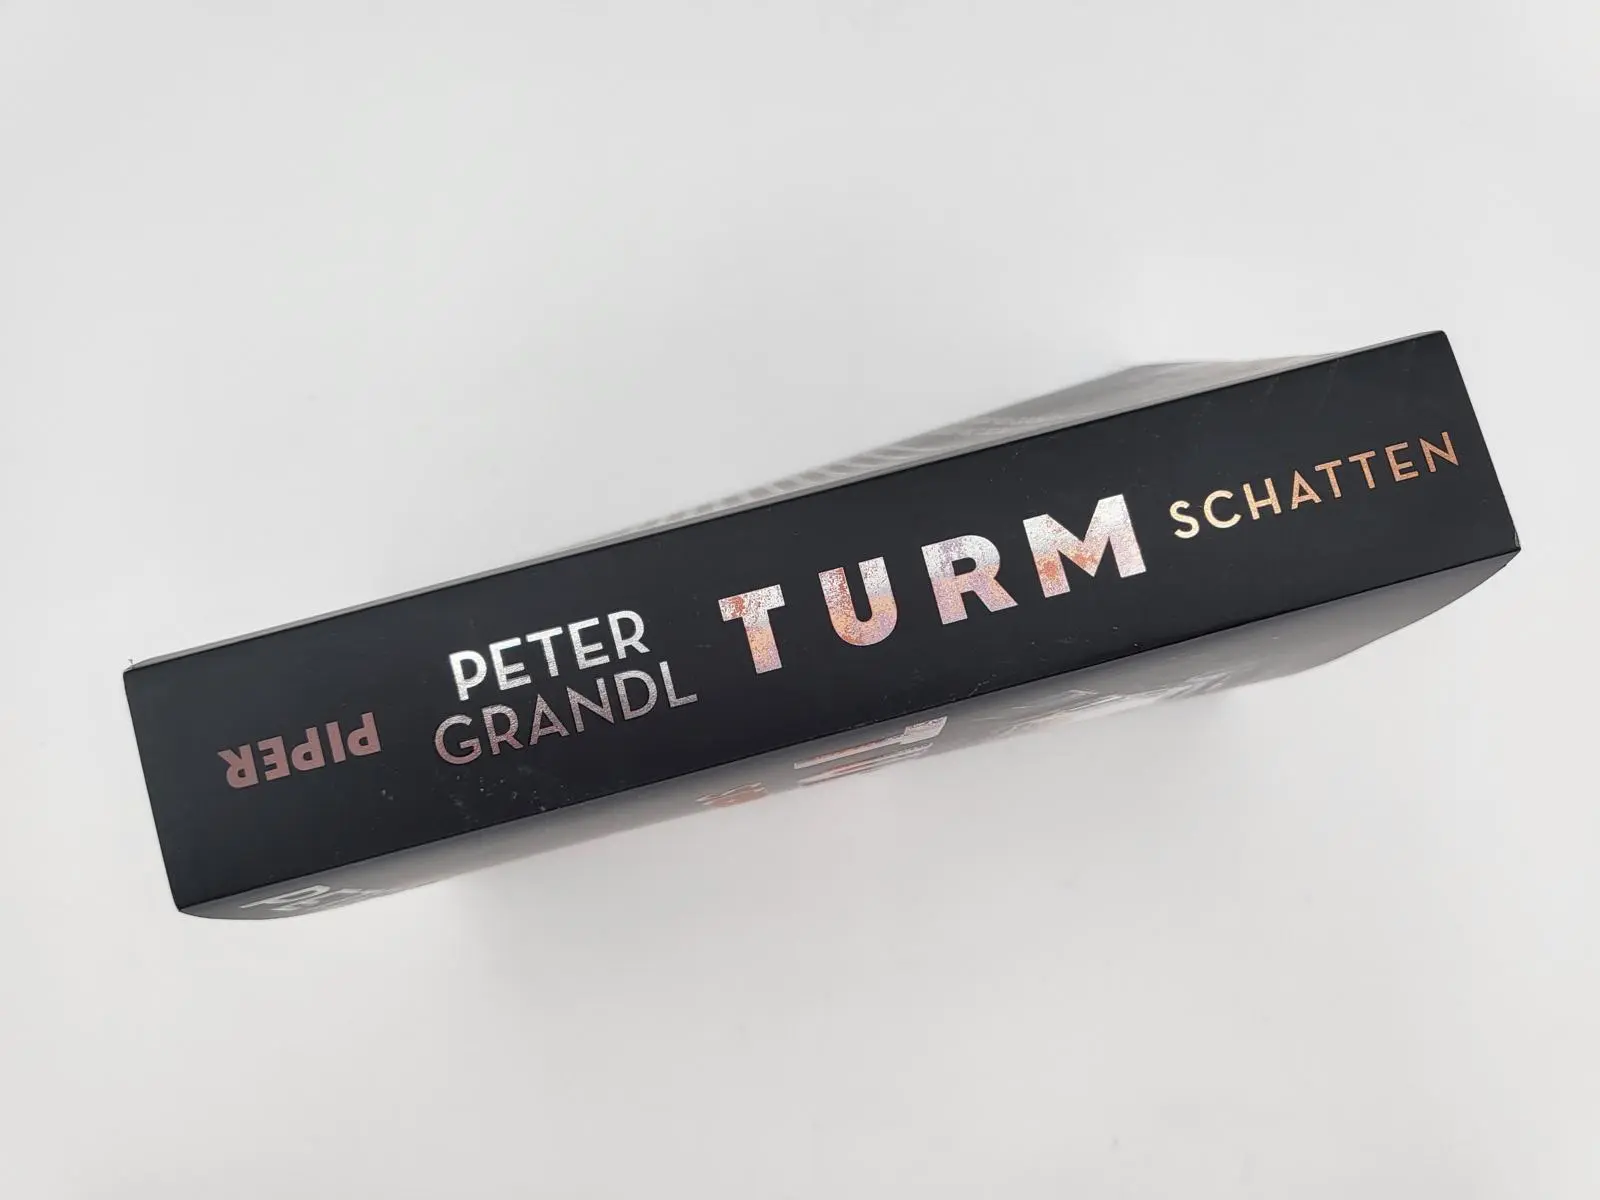 PIPER
PETER
GRANDL
TURM
SCHATTEN